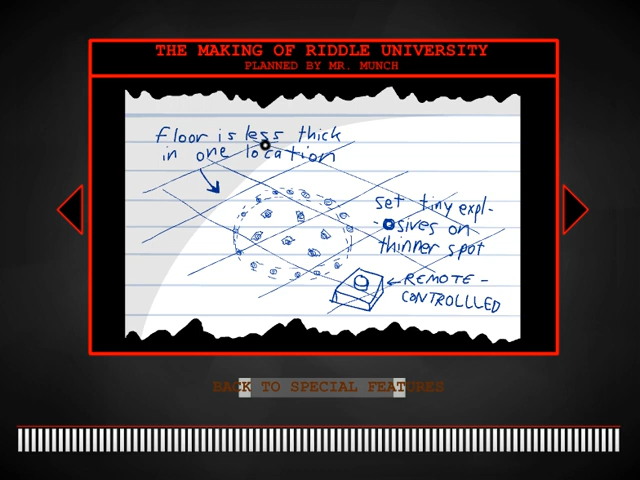 THE MAKING OF RIDDLE UNIVERSITY
PLANNED BY MR. MUNCH
Floor is less thick
in one location
set tiny expl-
-osives on
thinner spot
REMOTE-
CONTROLLLED
BACK TO SPECIAL FEATURES